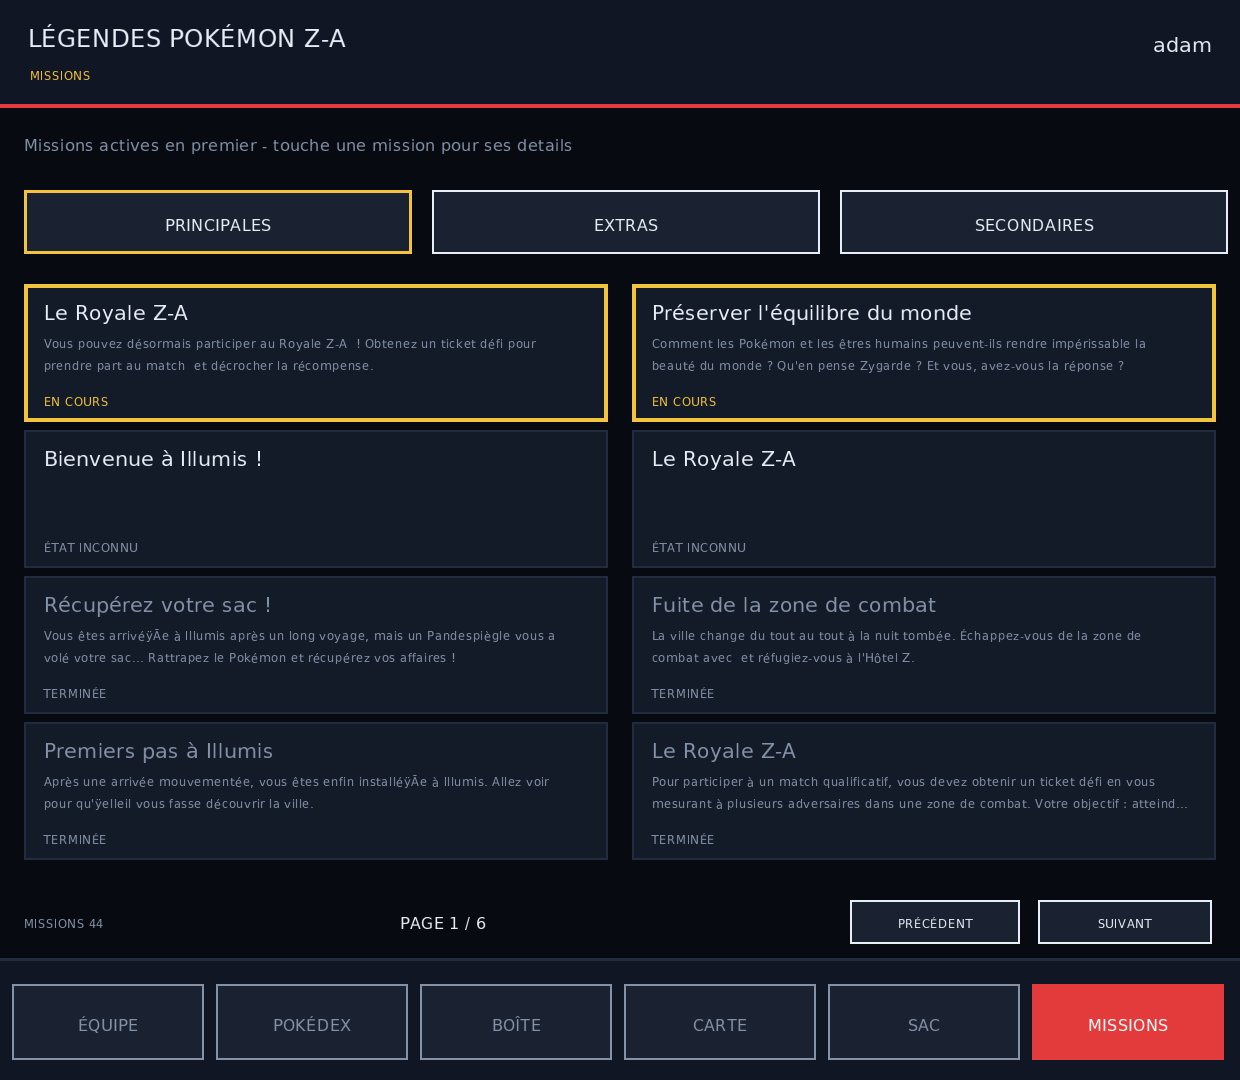 LÉGENDES POKÉMON Z-A
adam
MISSIONS
Missions actives en premier - touche une mission pour ses details
PRINCIPALES
EXTRAS
SECONDAIRES
Le Royale Z-A
Vous pouvez désormais participer au Royale Z-A  ! Obtenez un ticket défi pour
prendre part au match  et décrocher la récompense.
EN COURS
Préserver l'équilibre du monde
Comment les Pokémon et les êtres humains peuvent-ils rendre impérissable la
beauté du monde ? Qu'en pense Zygarde ? Et vous, avez-vous la réponse ?
EN COURS
Bienvenue à Illumis !
ÉTAT INCONNU
Le Royale Z-A
ÉTAT INCONNU
Récupérez votre sac !
Vous êtes arrivéÿÃe à Illumis après un long voyage, mais un Pandespiègle vous a
volé votre sac... Rattrapez le Pokémon et récupérez vos affaires !
TERMINÉE
Fuite de la zone de combat
La ville change du tout au tout à la nuit tombée. Échappez-vous de la zone de
combat avec  et réfugiez-vous à l'Hôtel Z.
TERMINÉE
Premiers pas à Illumis
Après une arrivée mouvementée, vous êtes enfin installéÿÃe à Illumis. Allez voir
pour qu'ÿelleil vous fasse découvrir la ville.
TERMINÉE
Le Royale Z-A
Pour participer à un match qualificatif, vous devez obtenir un ticket défi en vous
mesurant à plusieurs adversaires dans une zone de combat. Votre objectif : atteind...
TERMINÉE
MISSIONS 44
PAGE 1 / 6
PRÉCÉDENT
SUIVANT
ÉQUIPE
POKÉDEX
BOÎTE
CARTE
SAC
MISSIONS